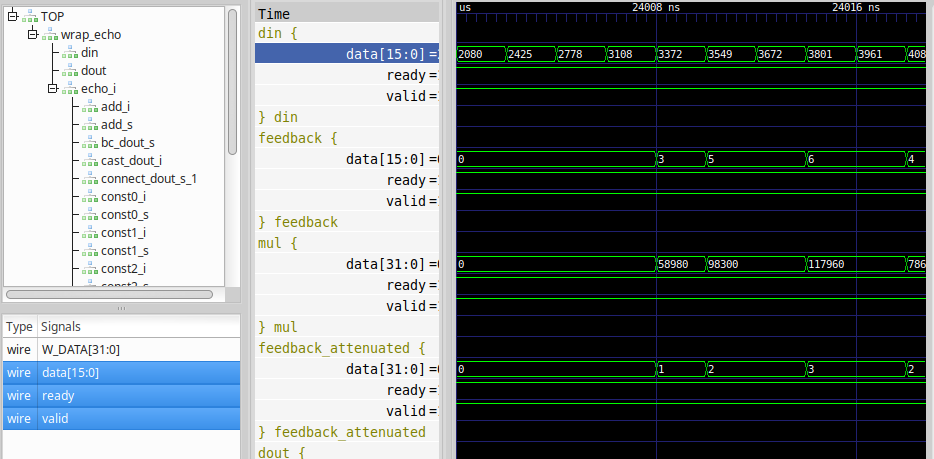 TOP
wrap_echo
din
dout
echo_i
add_i
add_s
bc_dout_s
cast_dout_i
connect_dout_s_1
const0_i
const0_s
const1_i
const1_s
const2_i
Type Signals
wire W_DATA[31:0]
wire data[15:0]
wire ready
wire valid
Time
din {
data[15:0] =
ready =
valid =
} din
feedback {
data[15:0] =
ready =
valid =
} feedback
mul {
data[31:0] =
ready =
valid =
} mul
feedback_attenuated {
data[31:0] =
ready =
valid =
} feedback_attenuated
dout {
us 24008 ns 24016 ns
2080 2425 2778 3108 3372 3549 3672 3801 3961 408
0 3 5 6 4
0 58980 98300 117960 786
0 1 2 3 2